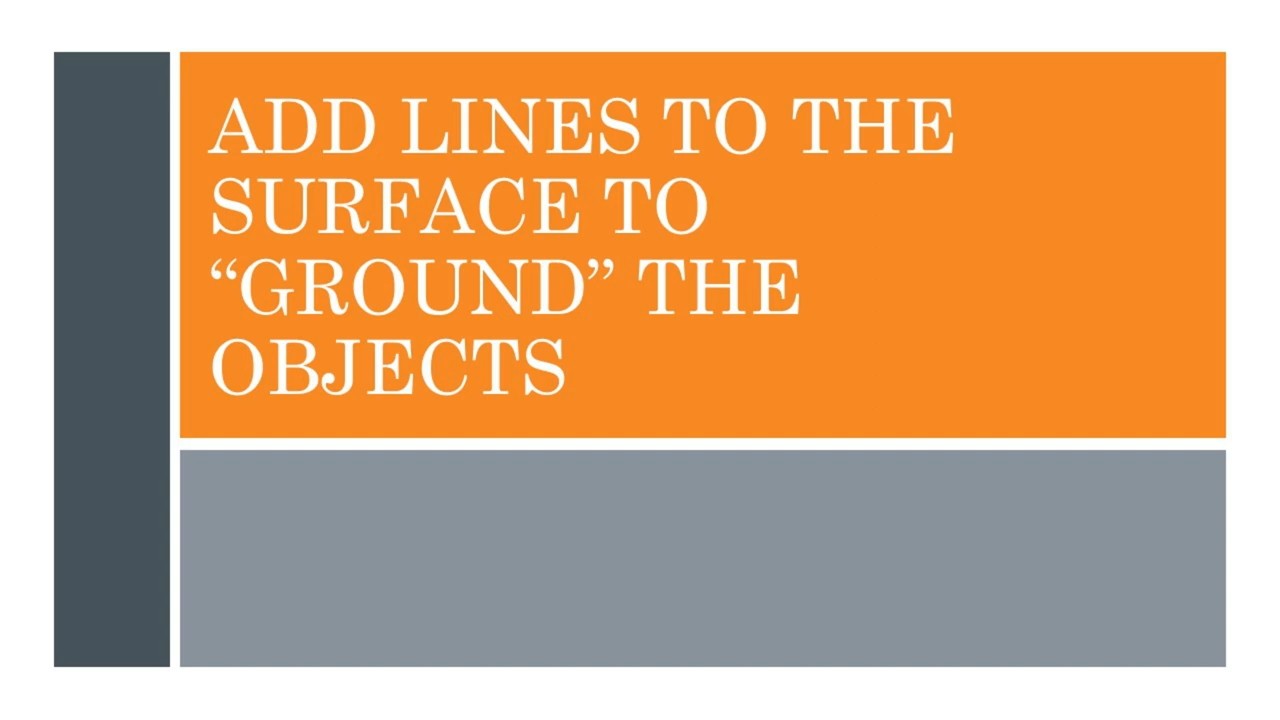 ADD LINES TO THE
SURFACE TO
“GROUND” THE
OBJECTS